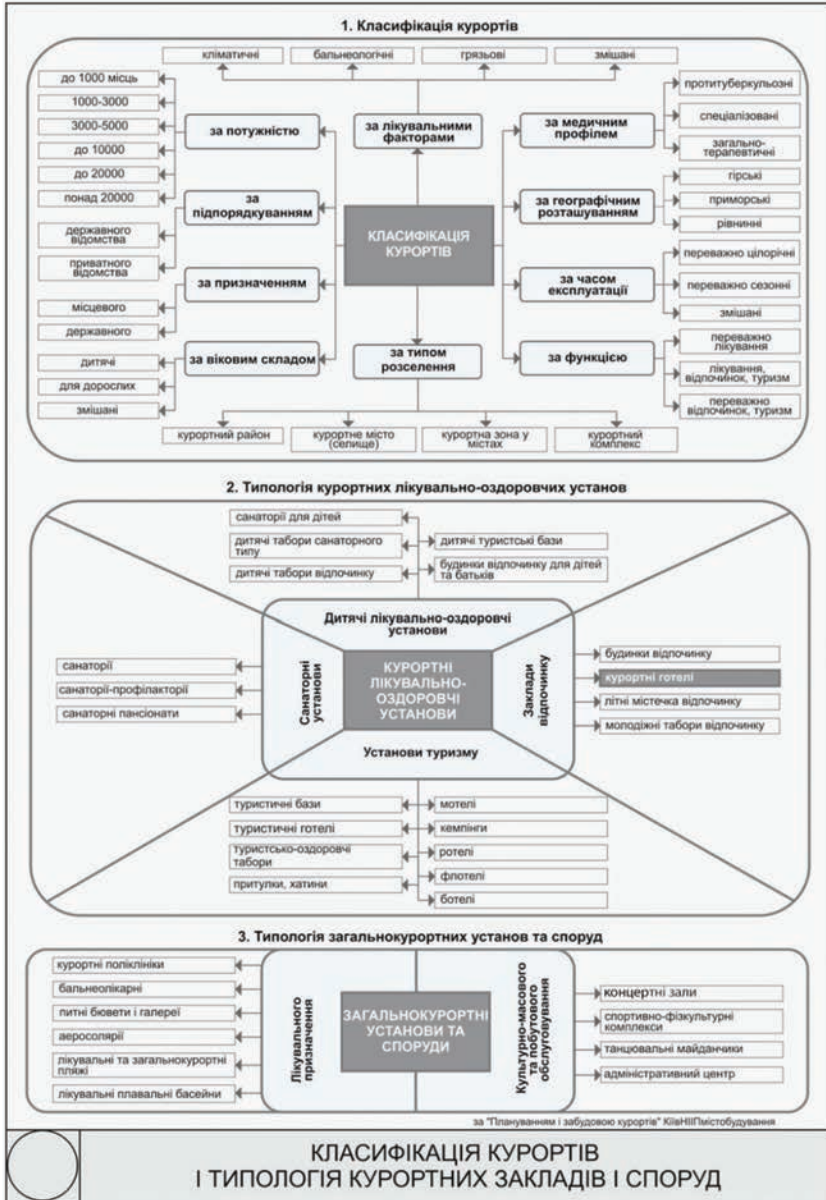 1. Класифікація курортів
кліматичні
бальнеологічні
грязьові
змішані
до 1000 місць
1000-3000
3000-5000
до 10000
до 20000
понад 20000
державного
відомства
приватного
відомства
місцевого
державного
дитячі
для дорослих
змішані
за потужністю
за
підпорядкуванням
за призначенням
за віковим складом
за лікувальними
факторами
КЛАСИФІКАЦІЯ
КУРОРТІВ
за типом
розселення
за медичним
профілем
за географічним
розташуванням
за часом
експлуатації
за функцією
протитуберкульозні
спеціалізовані
загально-
терапевтичні
гірські
приморські
рівнинні
переважно цілорічні
переважно сезонні
змішані
переважно
лікування
лікування,
відпочинок, туризм
переважно
відпочинок, туризм
курортний район
курортне місто
(селище)
курортна зона у
містах
курортний
комплекс
2. Типологія курортних лікувально-оздоровчих установ
санаторії для дітей
дитячі табори санаторного
типу
дитячі табори відпочинку
дитячі туристські бази
будинки відпочинку для дітей
та батьків
Дитячі лікувально-оздоровчі
установи
санаторії
санаторії-профілакторії
санаторні пансіонати
Санаторні
установи
КУРОРТНІ
ЛІКУВАЛЬНО-
ОЗДОРОВЧІ
УСТАНОВИ
Заклади
відпочинку
будинки відпочинку
курортні готелі
літні містечка відпочинку
молодіжні табори відпочинку
Установи туризму
туристичні бази
туристичні готелі
туристсько-оздоровчі
табори
притулки, хатини
мотелі
кемпінги
ротелі
флотелі
ботелі
3. Типологія загальнокурортних установ та споруд
курортні поліклініки
бальнеолікарні
питні бювети і галереї
аеросолярії
лікувальні та загальнокурортні
пляжі
лікувальні плавальні басейни
Лікувального
призначення
ЗАГАЛЬНОКУРОРТНІ
УСТАНОВИ ТА
СПОРУДИ
Культурно-масового
та побутового
обслуговування
концертні зали
спортивно-фізкультурні
комплекси
танцювальні майданчики
адміністративний центр
за "Плануванням і забудовою курортів" КіївНІІПмістобудування
КЛАСИФІКАЦІЯ КУРОРТІВ
І ТИПОЛОГІЯ КУРОРТНИХ ЗАКЛАДІВ І СПОРУД